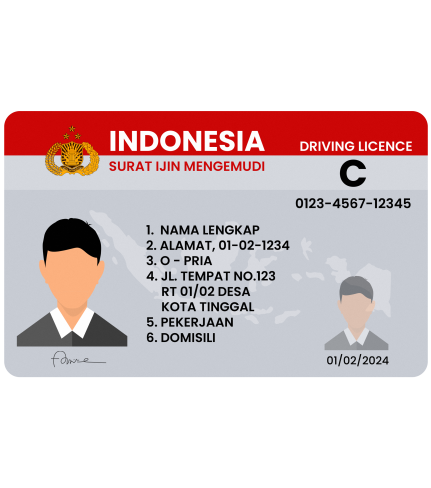 INDONESIA
SURAT IJIN MENGEMUDI
DRIVING LICENCE
C
0123-4567-12345
1. NAMA LENGKAP
2. ALAMAT, 01-02-1234
3. O - PRIA
4. JL. TEMPAT NO.123
RT 01/02 DESA
KOTA TINGGAL
5. PEKERJAAN
6. DOMISILI
01/02/2024